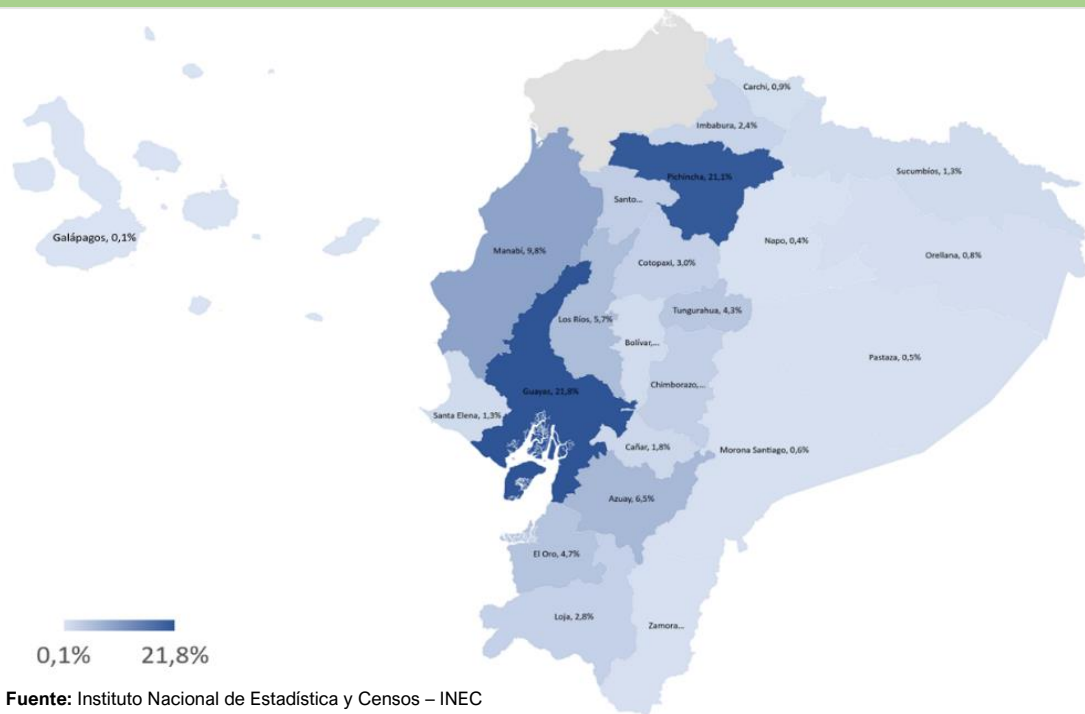 Carchi, 0,9%
Imbabura, 2,4%
Pichincha, 21,1%
Sucumbíos, 1,3%
Santo...
Galápagos, 0,1%
Manabí, 9,8%
Napo, 0,4%
Cotopaxi, 3,0%
Orellana, 0,8%
Tungurahua, 4,3%
Los Ríos, 5,7%
Bolívar,...
Pastaza, 0,5%
Chimborazo,...
Guayas, 21,8%
Santa Elena, 1,3%
Cañar, 1,8%
Morona Santiago, 0,6%
Azuay, 6,5%
El Oro, 4,7%
Loja, 2,8%
Zamora...
0,1% 21,8%
Fuente: Instituto Nacional de Estadística y Censos – INEC